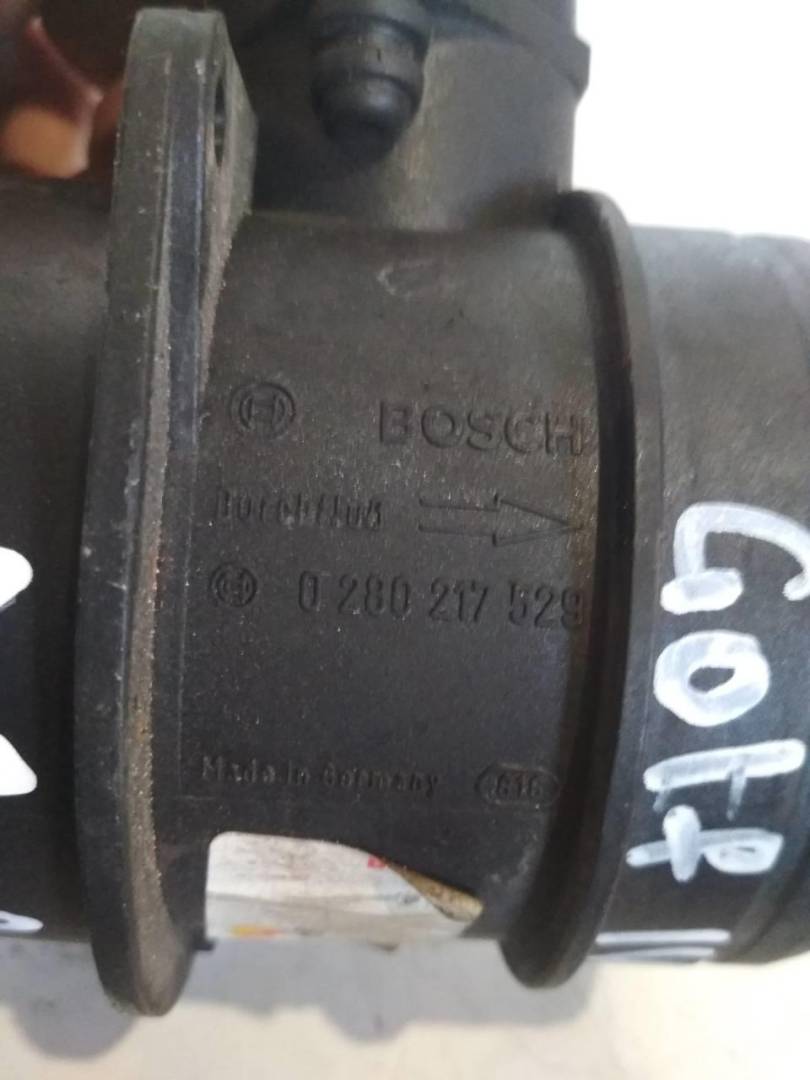 BOSCH
Durchfluß
0 280 217 529
Made in Germany
GOLF